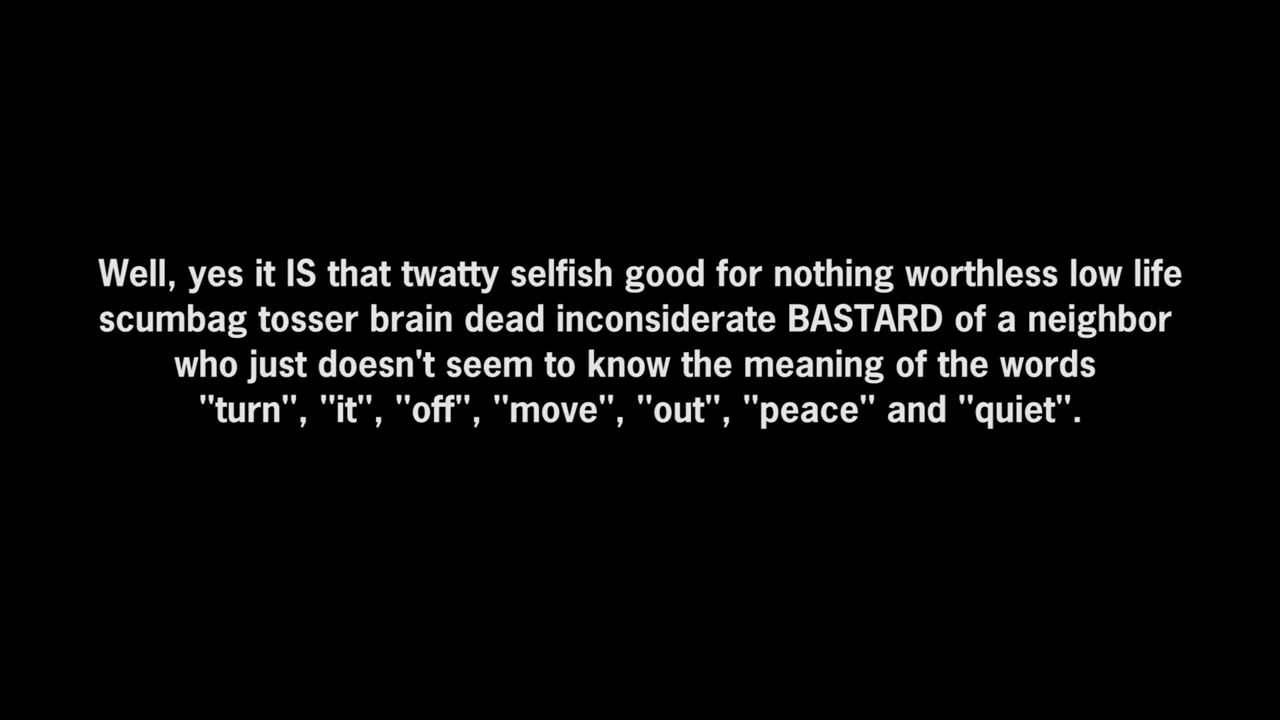 Well, yes it IS that twatty selfish good for nothing worthless low life
scumbag tosser brain dead inconsiderate BASTARD of a neighbor
who just doesn't seem to know the meaning of the words
"turn", "it", "off", "move", "out", "peace" and "quiet".